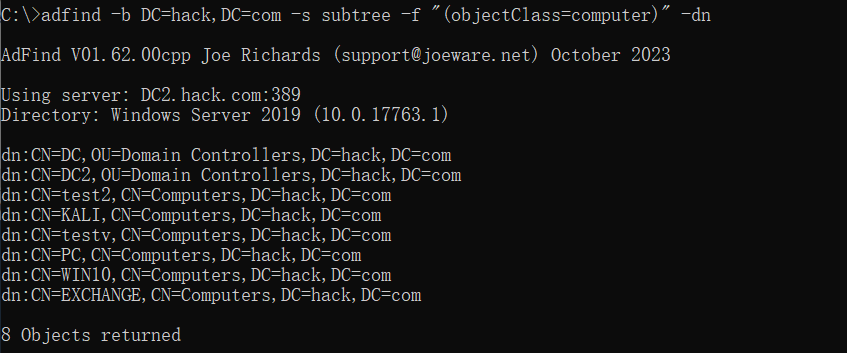 C:\>adfind -b DC=hack,DC=com -s subtree -f "(objectClass=computer)" -dn
AdFind V01.62.00cpp Joe Richards (support@joeware.net) October 2023
Using server: DC2.hack.com:389
Directory: Windows Server 2019 (10.0.17763.1)
dn:CN=DC,OU=Domain Controllers,DC=hack,DC=com
dn:CN=DC2,OU=Domain Controllers,DC=hack,DC=com
dn:CN=test2,CN=Computers,DC=hack,DC=com
dn:CN=KALI,CN=Computers,DC=hack,DC=com
dn:CN=testv,CN=Computers,DC=hack,DC=com
dn:CN=PC,CN=Computers,DC=hack,DC=com
dn:CN=WIN10,CN=Computers,DC=hack,DC=com
dn:CN=EXCHANGE,CN=Computers,DC=hack,DC=com
8 Objects returned